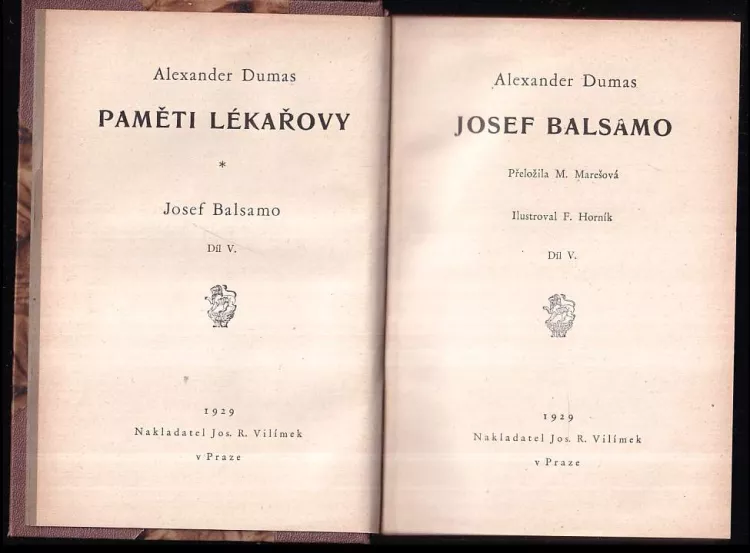 Alexander Dumas
PAMĚTI LÉKAŘOVY
*
Josef Balsamo
Díl V.
1929
Nakladatel Jos. R. Vilímek
v Praze
Alexander Dumas
JOSEF BALSAMO
Přeložila M. Marešová
Ilustroval F. Horník
Díl V.
1929
Nakladatel Jos. R. Vilímek
v Praze